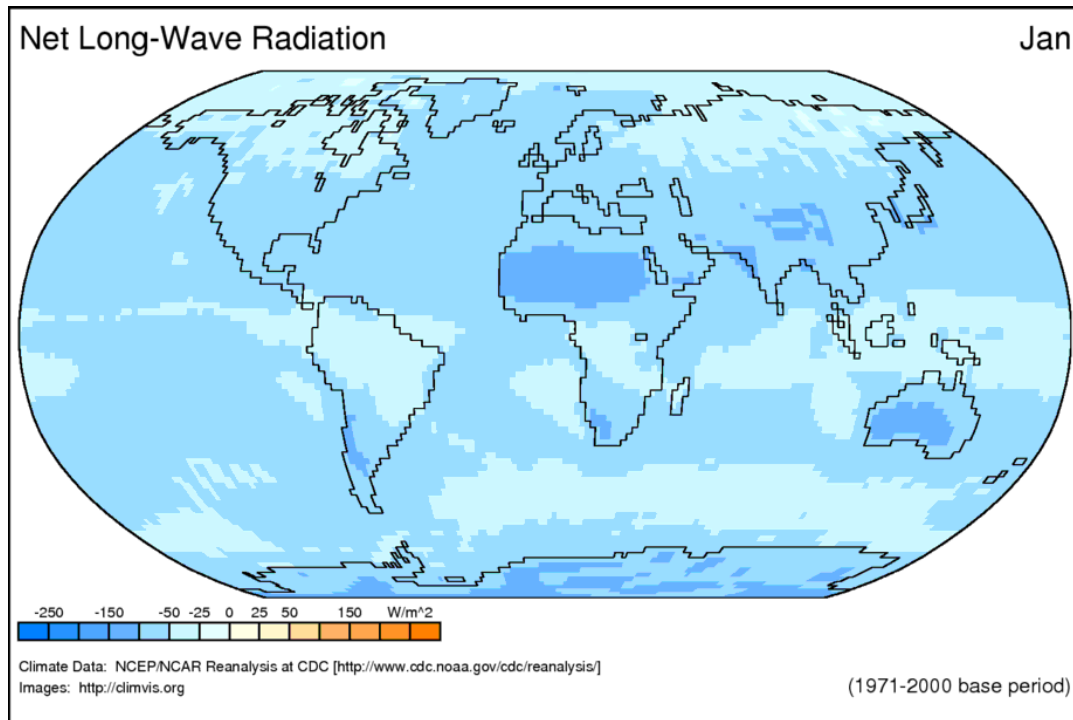 Net Long-Wave Radiation Jan
-250 -150 -50 -25 0 25 50 150 W/m^2
Climate Data: NCEP/NCAR Reanalysis at CDC [http://www.cdc.noaa.gov/cdc/reanalysis/]
Images: http://climvis.org (1971-2000 base period)